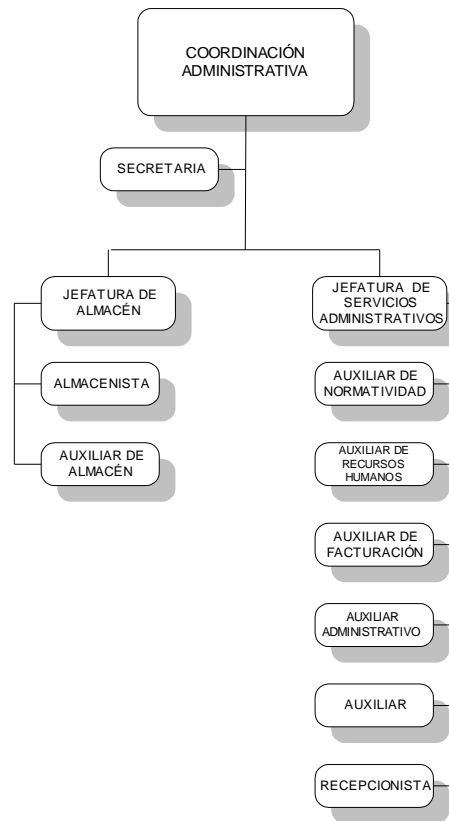 COORDINACIÓN
ADMINISTRATIVA
SECRETARIA
JEFATURA DE
ALMACÉN
ALMACENISTA
AUXILIAR DE
ALMACÉN
JEFATURA DE
SERVICIOS
ADMINISTRATIVOS
AUXILIAR DE
NORMATIVIDAD
AUXILIAR DE
RECURSOS
HUMANOS
AUXILIAR DE
FACTURACIÓN
AUXILIAR
ADMINISTRATIVO
AUXILIAR
RECEPCIONISTA